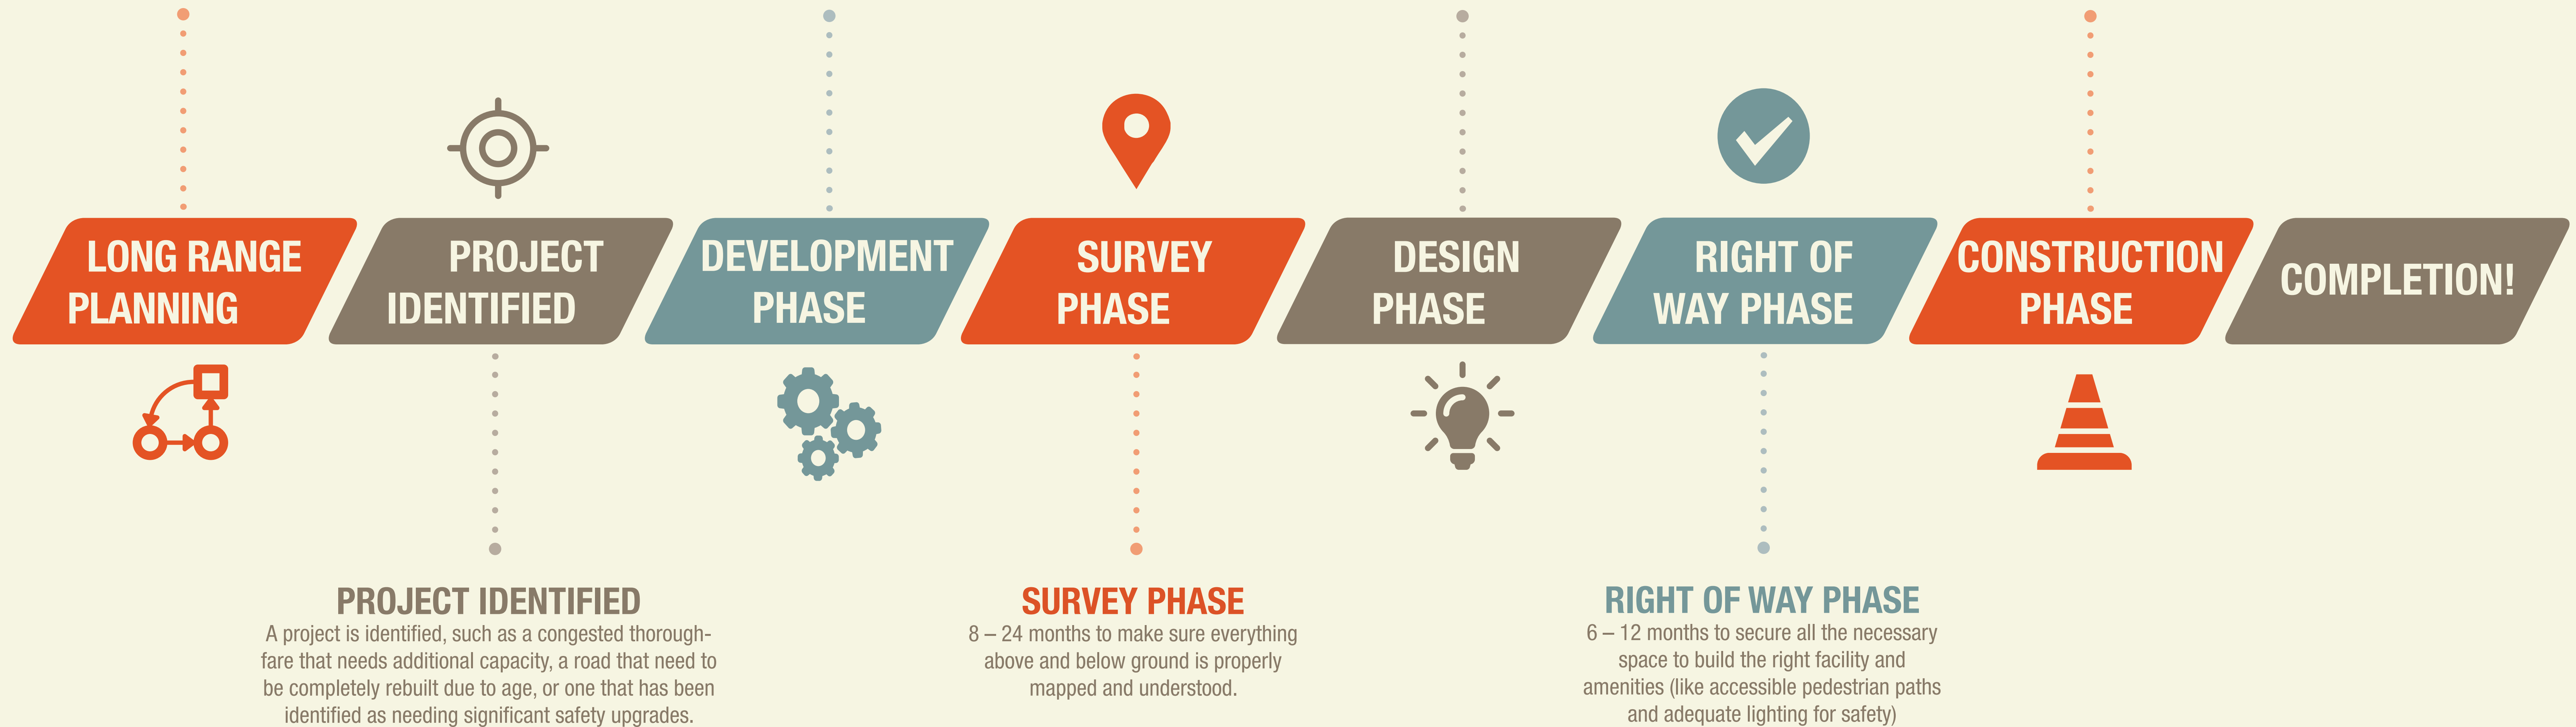 LONG RANGE
PLANNING
PROJECT
IDENTIFIED
DEVELOPMENT
PHASE
SURVEY
PHASE
DESIGN
PHASE
RIGHT OF
WAY PHASE
CONSTRUCTION
PHASE
COMPLETION!
PROJECT IDENTIFIED
A project is identified, such as a congested thorough-
fare that needs additional capacity, a road that need to
be completely rebuilt due to age, or one that has been
identified as needing significant safety upgrades.
SURVEY PHASE
8 – 24 months to make sure everything
above and below ground is properly
mapped and understood.
RIGHT OF WAY PHASE
6 – 12 months to secure all the necessary
space to build the right facility and
amenities (like accessible pedestrian paths
and adequate lighting for safety)